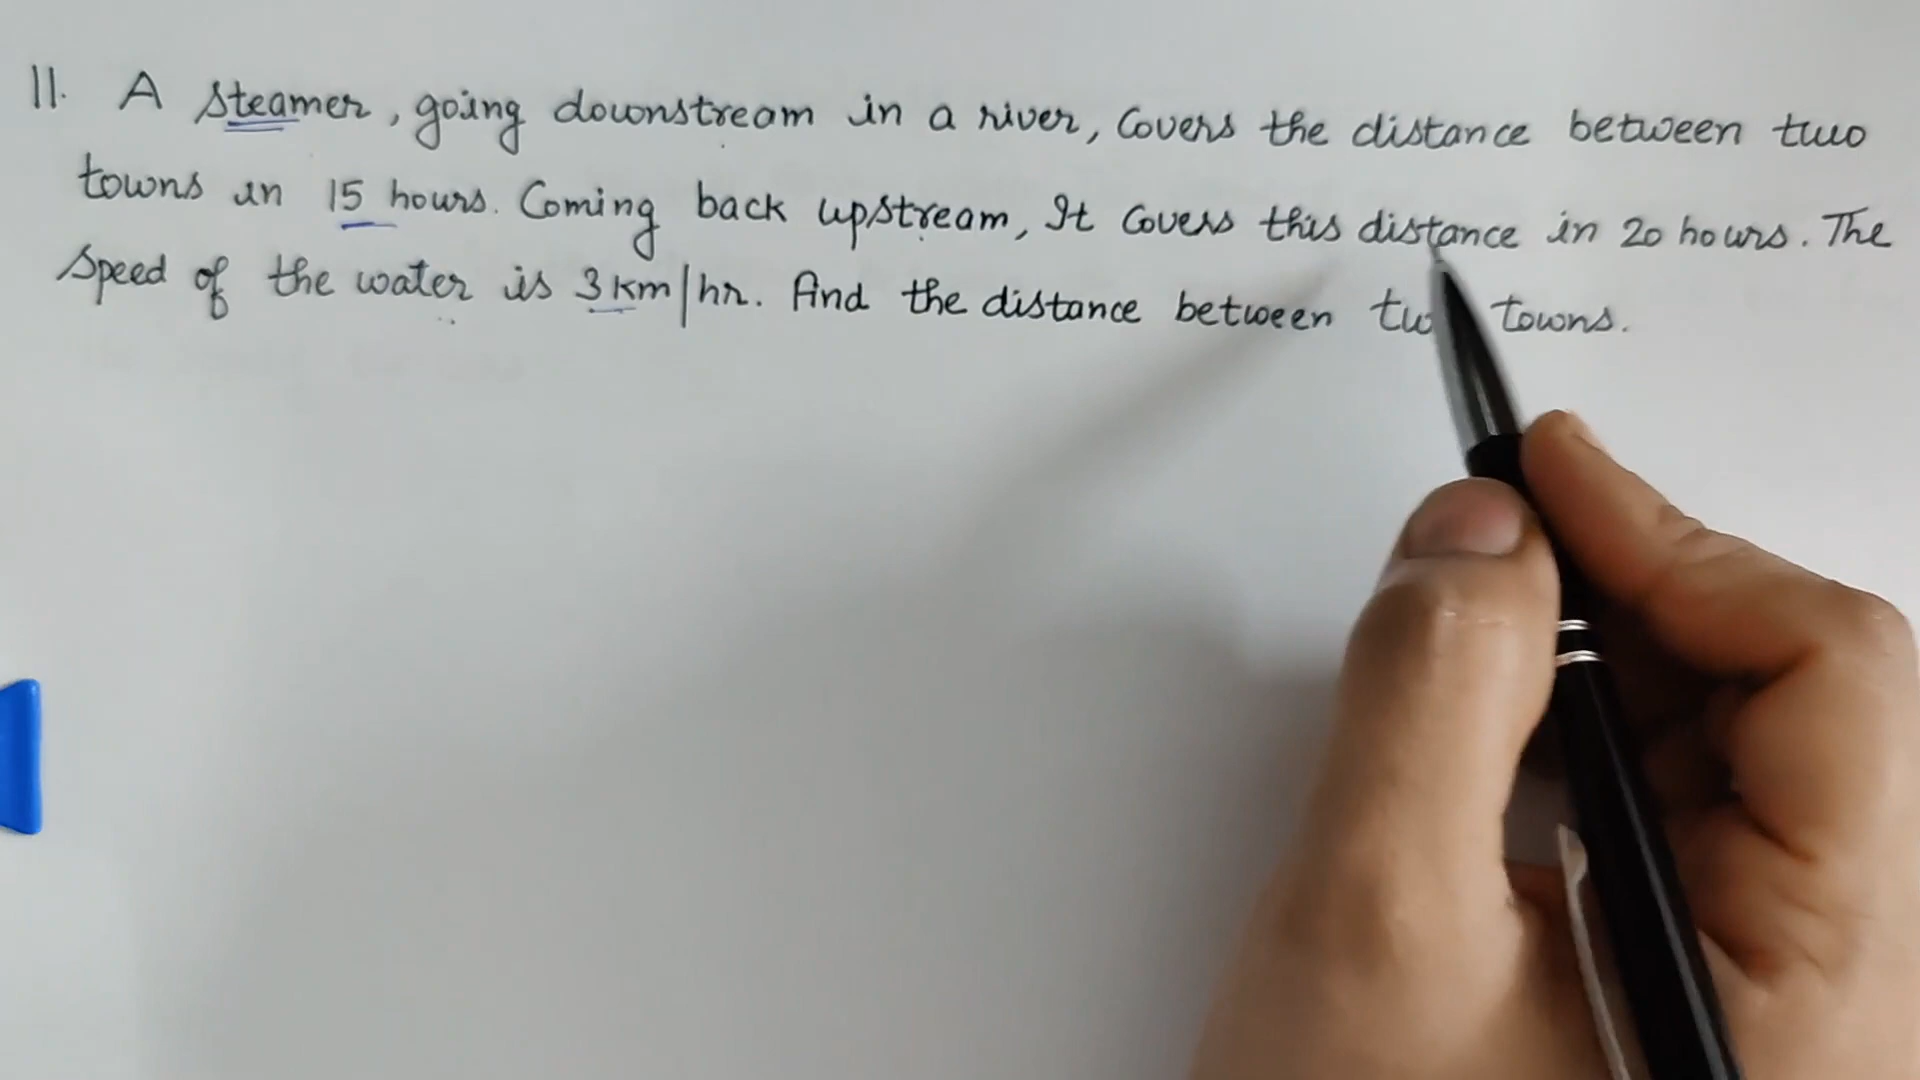 11. A steamer, going downstream in a river, Covers the distance between two
towns in 15 hours. Coming back upstream, It Covers this distance in 20 hours. The
Speed of the water is 3 km/hr. Find the distance between towns.